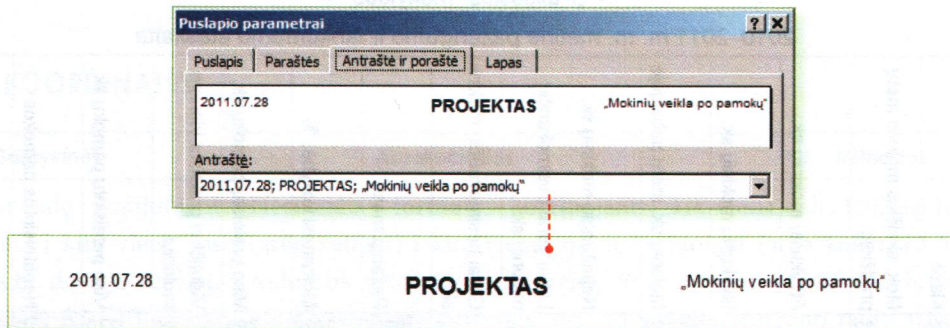 Puslapio parametrai
Puslapis Paraštės Antraštė ir poraštė Lapas
2011.07.28 PROJEKTAS „Mokinių veikla po pamokų“
Antraštė:
2011.07.28; PROJEKTAS; „Mokinių veikla po pamokų“
2011.07.28 PROJEKTAS „Mokinių veikla po pamokų“